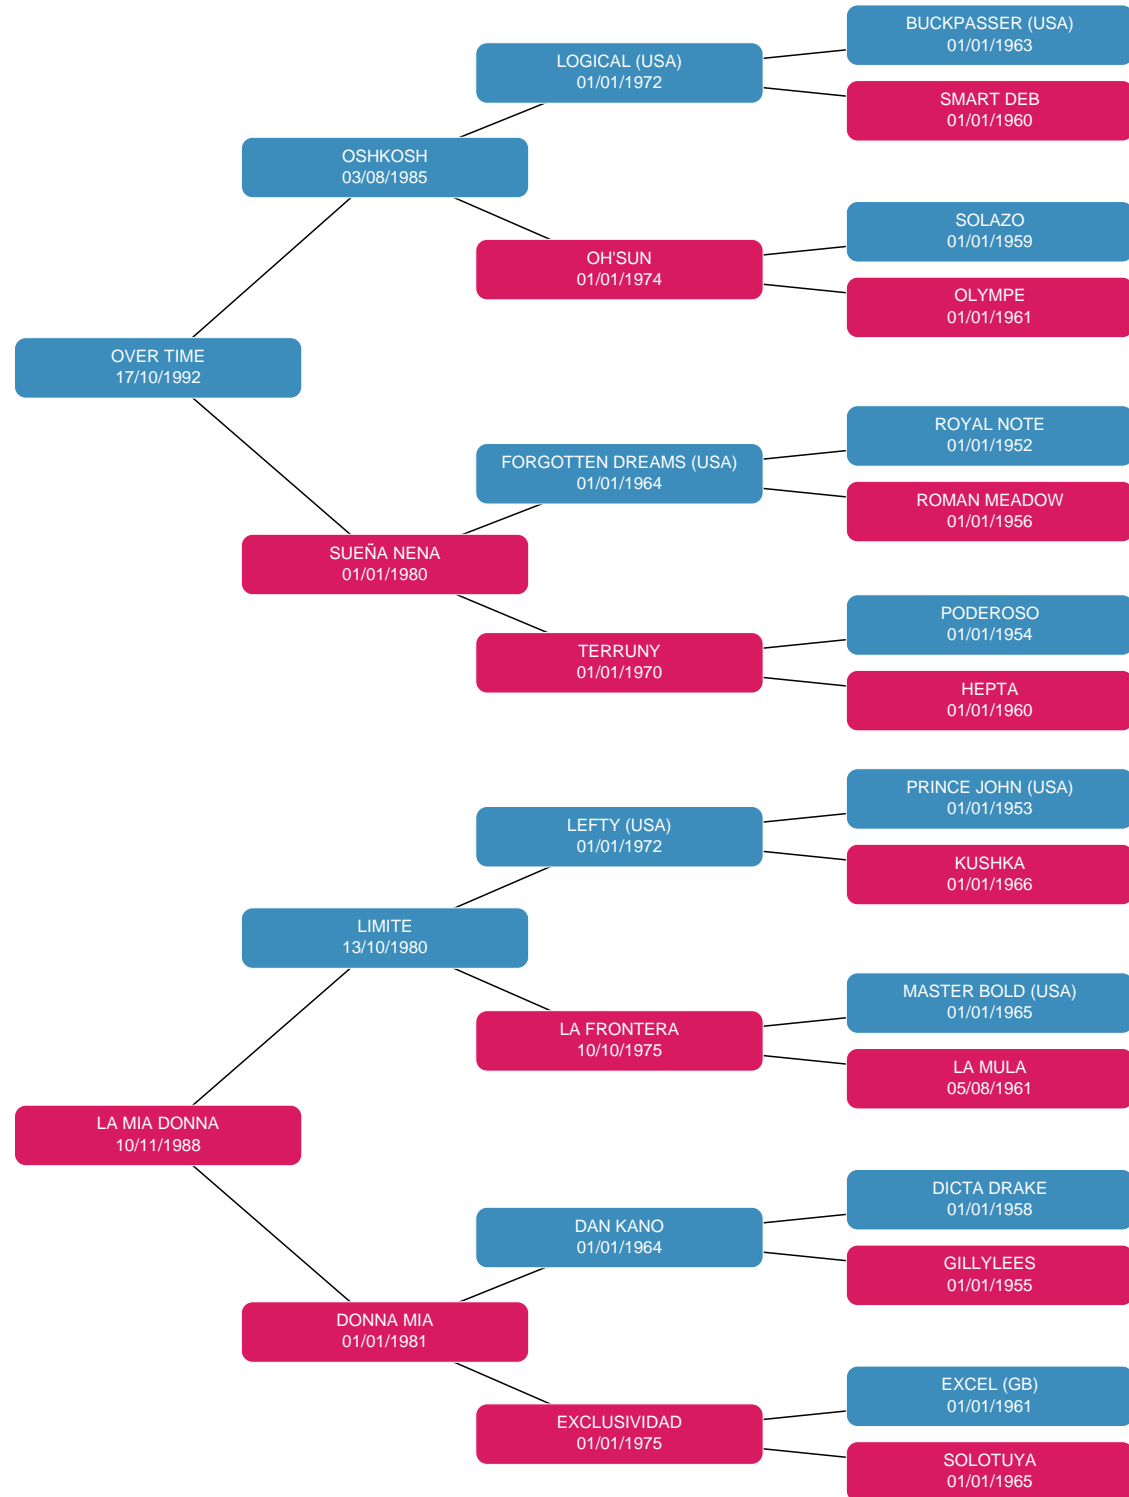 BUCKPASSER (USA)
01/01/1963
LOGICAL (USA)
01/01/1972
SMART DEB
01/01/1960
OSHKOSH
03/08/1985
SOLAZO
01/01/1959
OH'SUN
01/01/1974
OLYMPE
01/01/1961
OVER TIME
17/10/1992
ROYAL NOTE
01/01/1952
FORGOTTEN DREAMS (USA)
01/01/1964
ROMAN MEADOW
01/01/1956
SUEÑA NENA
01/01/1980
PODEROSO
01/01/1954
TERRUNY
01/01/1970
HEPTA
01/01/1960
PRINCE JOHN (USA)
01/01/1953
LEFTY (USA)
01/01/1972
KUSHKA
01/01/1966
LIMITE
13/10/1980
MASTER BOLD (USA)
01/01/1965
LA FRONTERA
10/10/1975
LA MULA
05/08/1961
LA MIA DONNA
10/11/1988
DICTA DRAKE
01/01/1958
DAN KANO
01/01/1964
GILLYLEES
01/01/1955
DONNA MIA
01/01/1981
EXCEL (GB)
01/01/1961
EXCLUSIVIDAD
01/01/1975
SOLOTUYA
01/01/1965